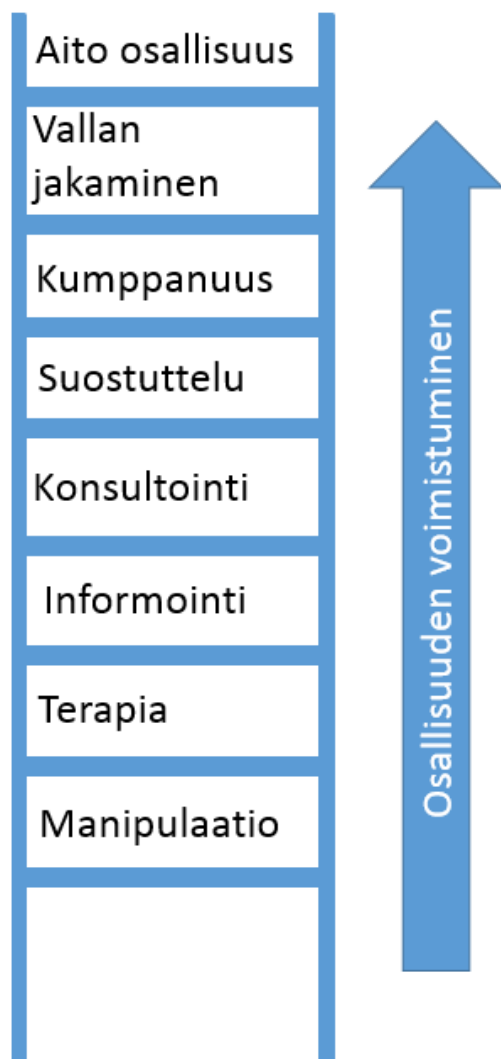 Aito osallisuus
Vallan
jakaminen
Kumppanuus
Suostuttelu
Konsultointi
Informointi
Terapia
Manipulaatio
Osallisuuden voimistuminen